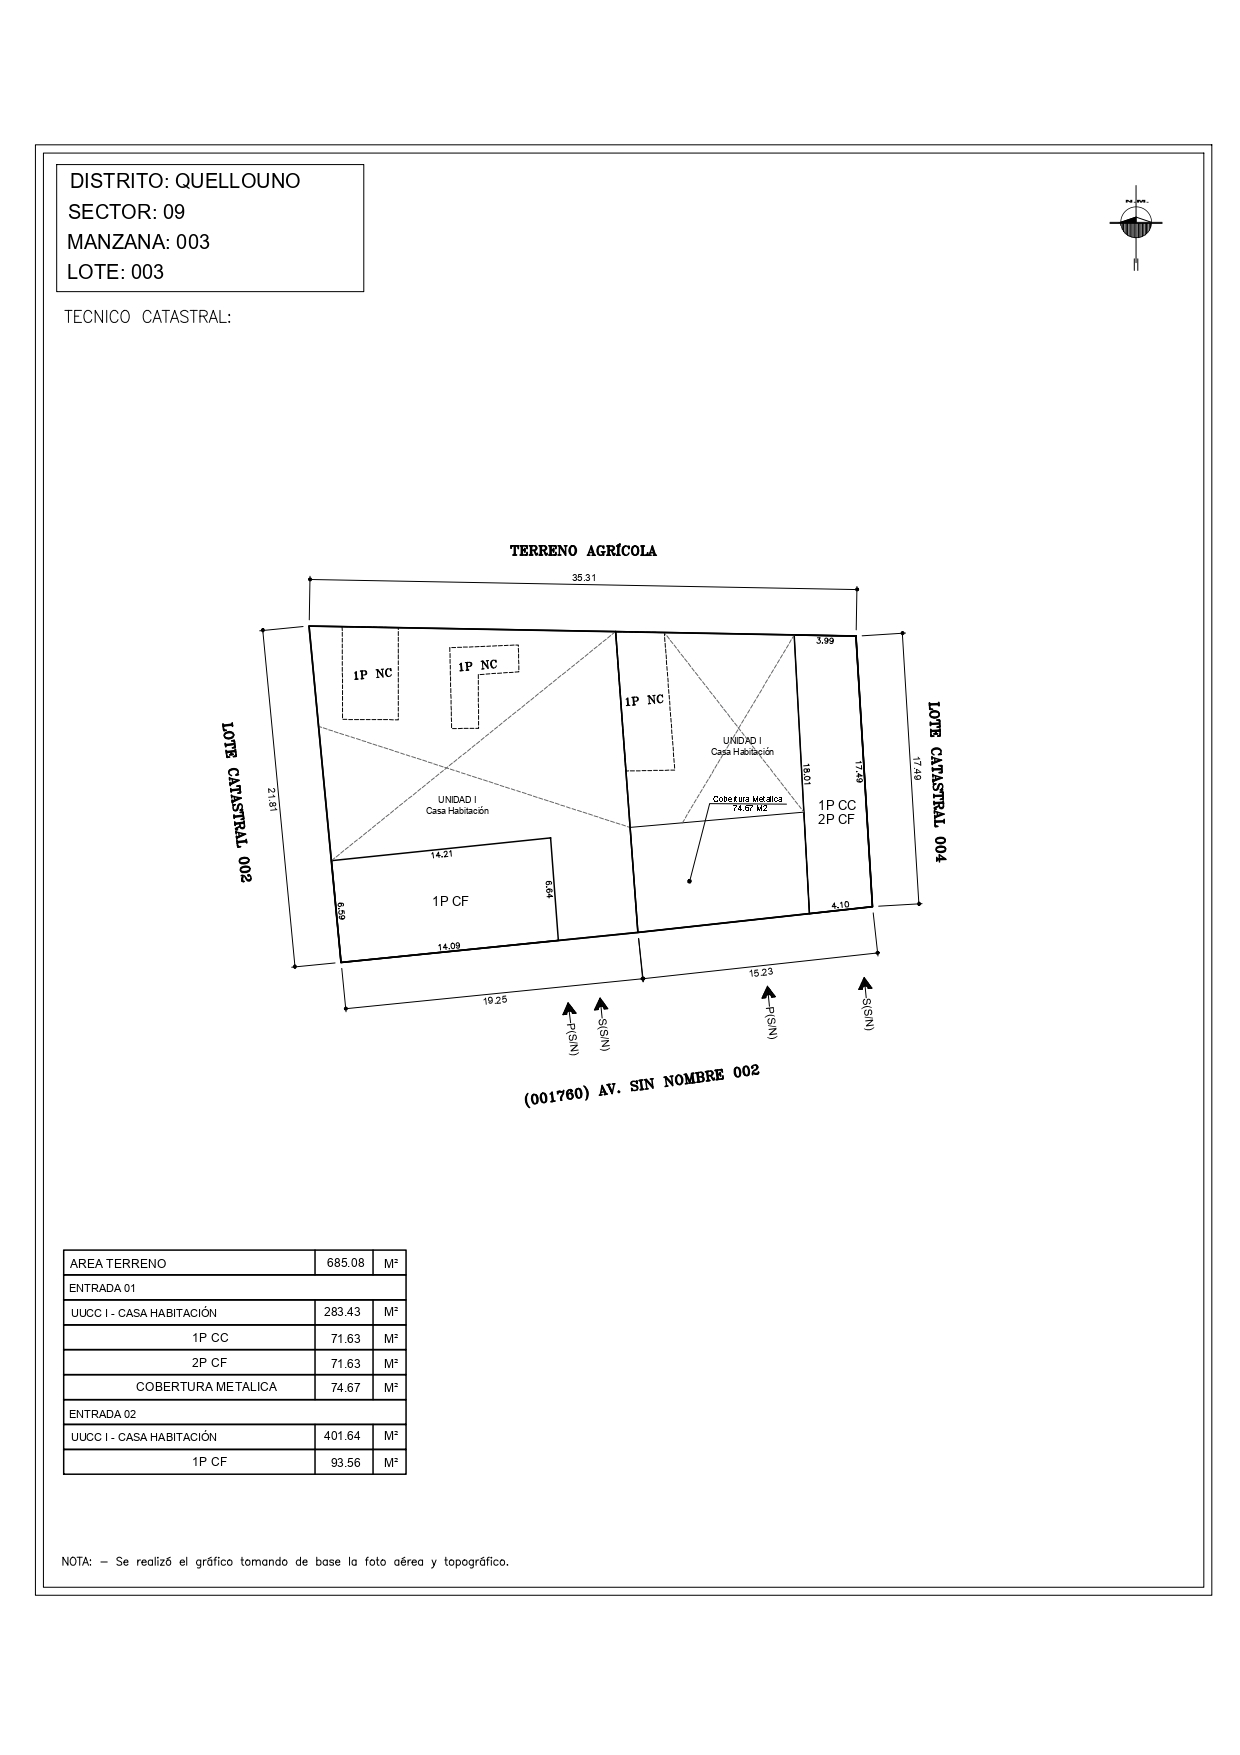 DISTRITO: QUELLOUNO
SECTOR: 09
MANZANA: 003
LOTE: 003
N.M.
TECNICO CATASTRAL:
TERRENO AGRÍCOLA
35.31
3.99
1P NC
1P NC
1P NC
LOTE CATASTRAL 002
21.81
UNIDAD I
Casa Habitación
UNIDAD I
Casa Habitación
Cobertura Metalica
74.67 M2
18.01
17.49
1P CC
2P CF
17.49
LOTE CATASTRAL 004
14.21
6.59
1P CF
6.64
14.09
4.10
19.25
15.23
P(S/N)
S(S/N)
P(S/N)
S(S/N)
(001760) AV. SIN NOMBRE 002
AREA TERRENO 685.08 M²
ENTRADA 01
UUCC I - CASA HABITACIÓN 283.43 M²
1P CC 71.63 M²
2P CF 71.63 M²
COBERTURA METALICA 74.67 M²
ENTRADA 02
UUCC I - CASA HABITACIÓN 401.64 M²
1P CF 93.56 M²
NOTA: - Se realizó el gráfico tomando de base la foto aérea y topográfico.